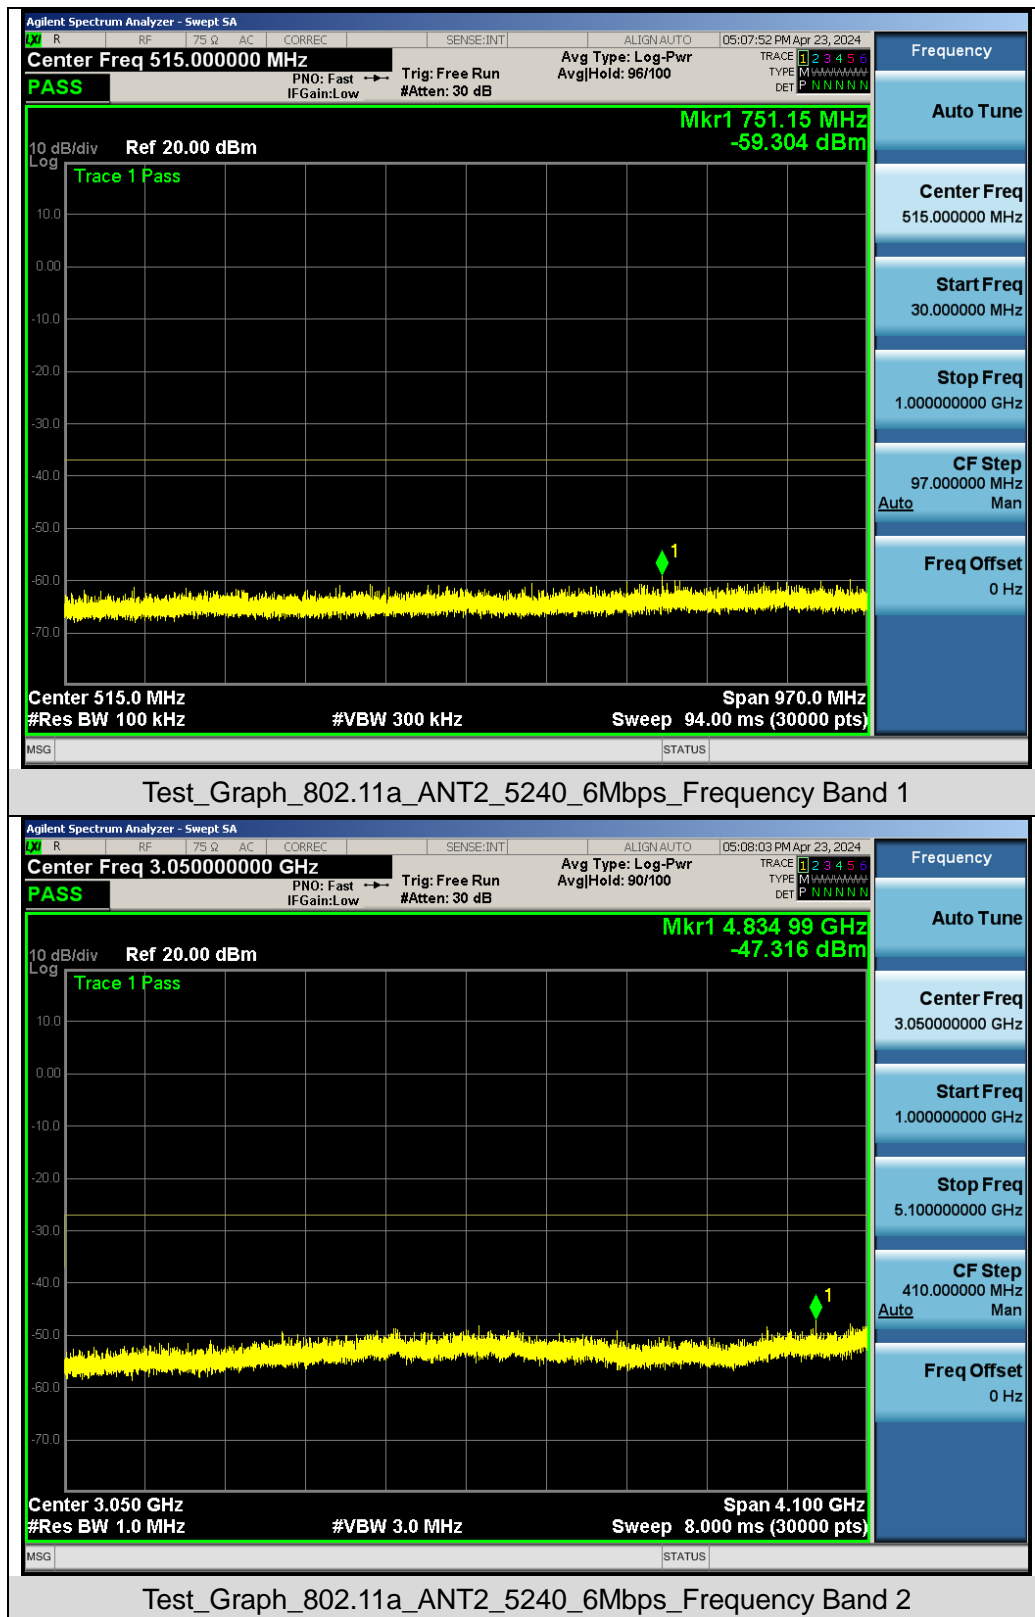 Agilent Spectrum Analyzer - Swept SA
LXI R RF 75 Ω AC CORREC SENSE:INT ALIGN AUTO 05:07:52 PM Apr 23, 2024
Center Freq 515.000000 MHz
PASS
PNO: Fast
IFGain:Low
Trig: Free Run
#Atten: 30 dB
Avg Type: Log-Pwr
Avg|Hold: 96/100
TRACE 1 2 3 4 5 6
TYPE M WWWWW
DET P N N N N N
Frequency
Mkr1 751.15 MHz
-59.304 dBm
10 dB/div Ref 20.00 dBm
Log
Trace 1 Pass
10.0
0.00
-10.0
-20.0
-30.0
-40.0
-50.0
-60.0
-70.0
1
Center 515.0 MHz Span 970.0 MHz
#Res BW 100 kHz #VBW 300 kHz Sweep 94.00 ms (30000 pts)
MSG STATUS
Auto Tune
Center Freq
515.000000 MHz
Start Freq
30.000000 MHz
Stop Freq
1.000000000 GHz
CF Step
97.000000 MHz
Auto Man
Freq Offset
0 Hz
Test_Graph_802.11a_ANT2_5240_6Mbps_Frequency Band 1
Agilent Spectrum Analyzer - Swept SA
LXI R RF 75 Ω AC CORREC SENSE:INT ALIGN AUTO 05:08:03 PM Apr 23, 2024
Center Freq 3.050000000 GHz
PASS
PNO: Fast
IFGain:Low
Trig: Free Run
#Atten: 30 dB
Avg Type: Log-Pwr
Avg|Hold: 90/100
TRACE 1 2 3 4 5 6
TYPE M WWWWW
DET P N N N N N
Frequency
Mkr1 4.834 99 GHz
-47.316 dBm
10 dB/div Ref 20.00 dBm
Log
Trace 1 Pass
10.0
0.00
-10.0
-20.0
-30.0
-40.0
-50.0
-60.0
-70.0
1
Center 3.050 GHz Span 4.100 GHz
#Res BW 1.0 MHz #VBW 3.0 MHz Sweep 8.000 ms (30000 pts)
MSG STATUS
Auto Tune
Center Freq
3.050000000 GHz
Start Freq
1.000000000 GHz
Stop Freq
5.100000000 GHz
CF Step
410.000000 MHz
Auto Man
Freq Offset
0 Hz
Test_Graph_802.11a_ANT2_5240_6Mbps_Frequency Band 2